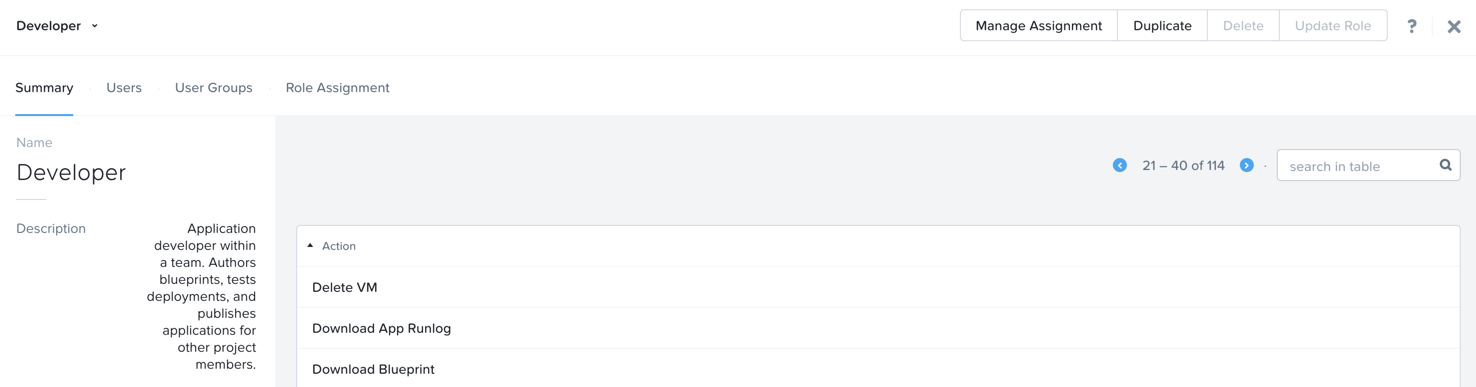 Developer
Manage Assignment
Duplicate
Delete
Update Role
?
Summary
Users
User Groups
Role Assignment
Name
Developer
Description
Application
developer within
a team. Authors
blueprints, tests
deployments, and
publishes
applications for
other project
members.
21 – 40 of 114
search in table
Action
Delete VM
Download App Runlog
Download Blueprint